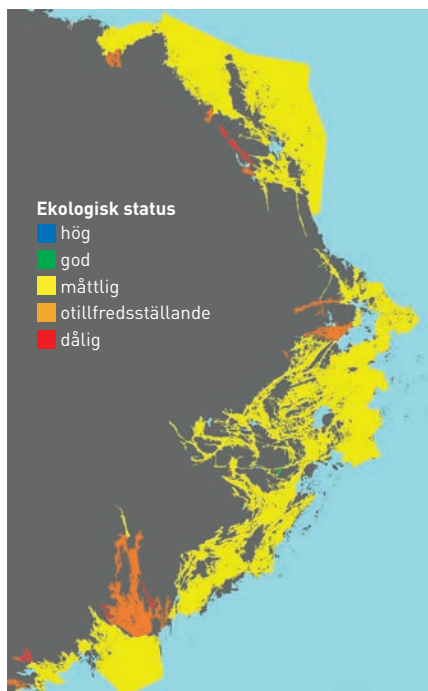 Ekologisk status
hög
god
måttlig
otillfredsställande
dålig